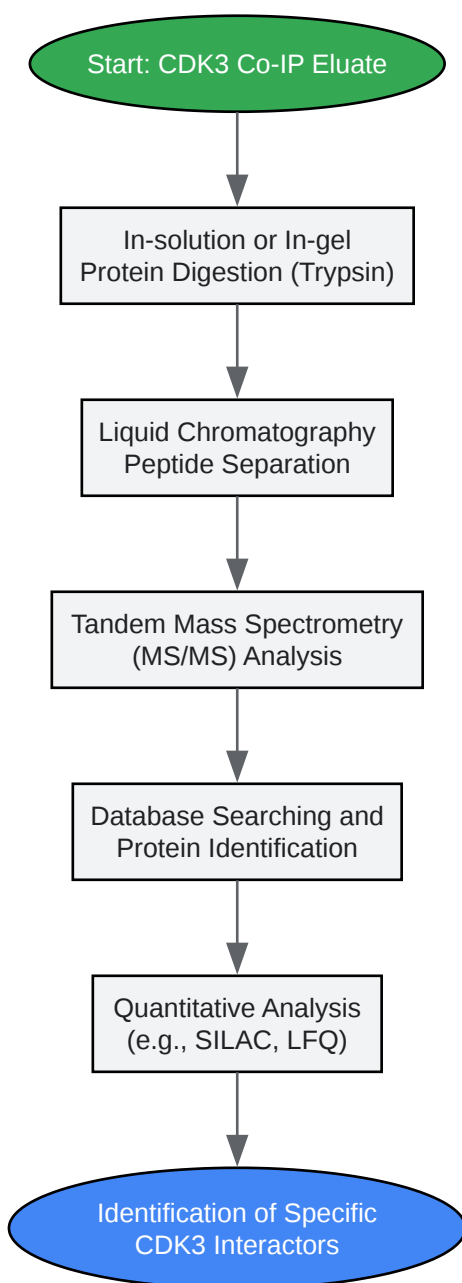 Start: CDK3 Co-IP Eluate
In-solution or In-gel
Protein Digestion (Trypsin)
Liquid Chromatography
Peptide Separation
Tandem Mass Spectrometry
(MS/MS) Analysis
Database Searching and
Protein Identification
Quantitative Analysis
(e.g., SILAC, LFQ)
Identification of Specific
CDK3 Interactors